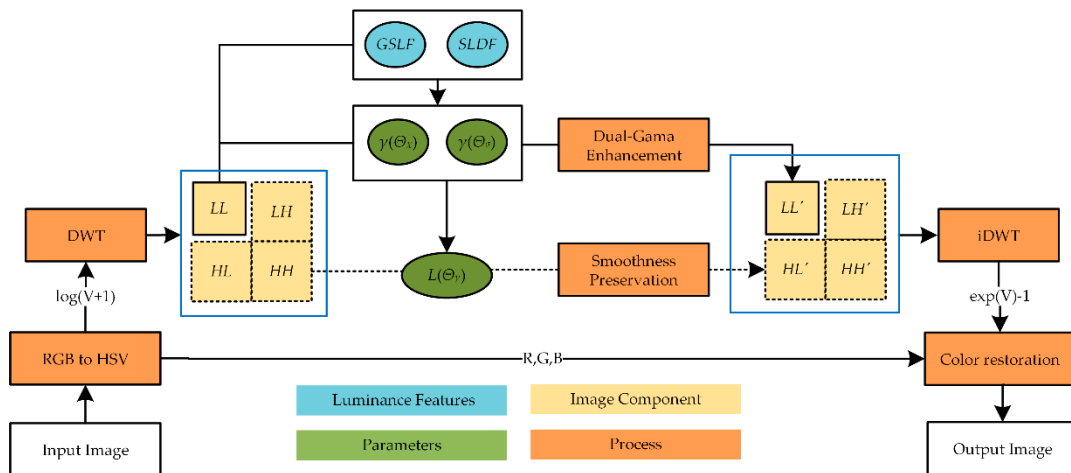 GSLF SLDF
γ(Θx) γ(Θσ)
Dual-Gama
Enhancement
LL LH
HL HH
LL´ LH´
HL´ HH´
DWT
iDWT
L(Θγ)
Smoothness
Preservation
log(V+1)
exp(V)-1
RGB to HSV
R,G,B
Color restoration
Luminance Features
Image Component
Input Image
Parameters
Process
Output Image